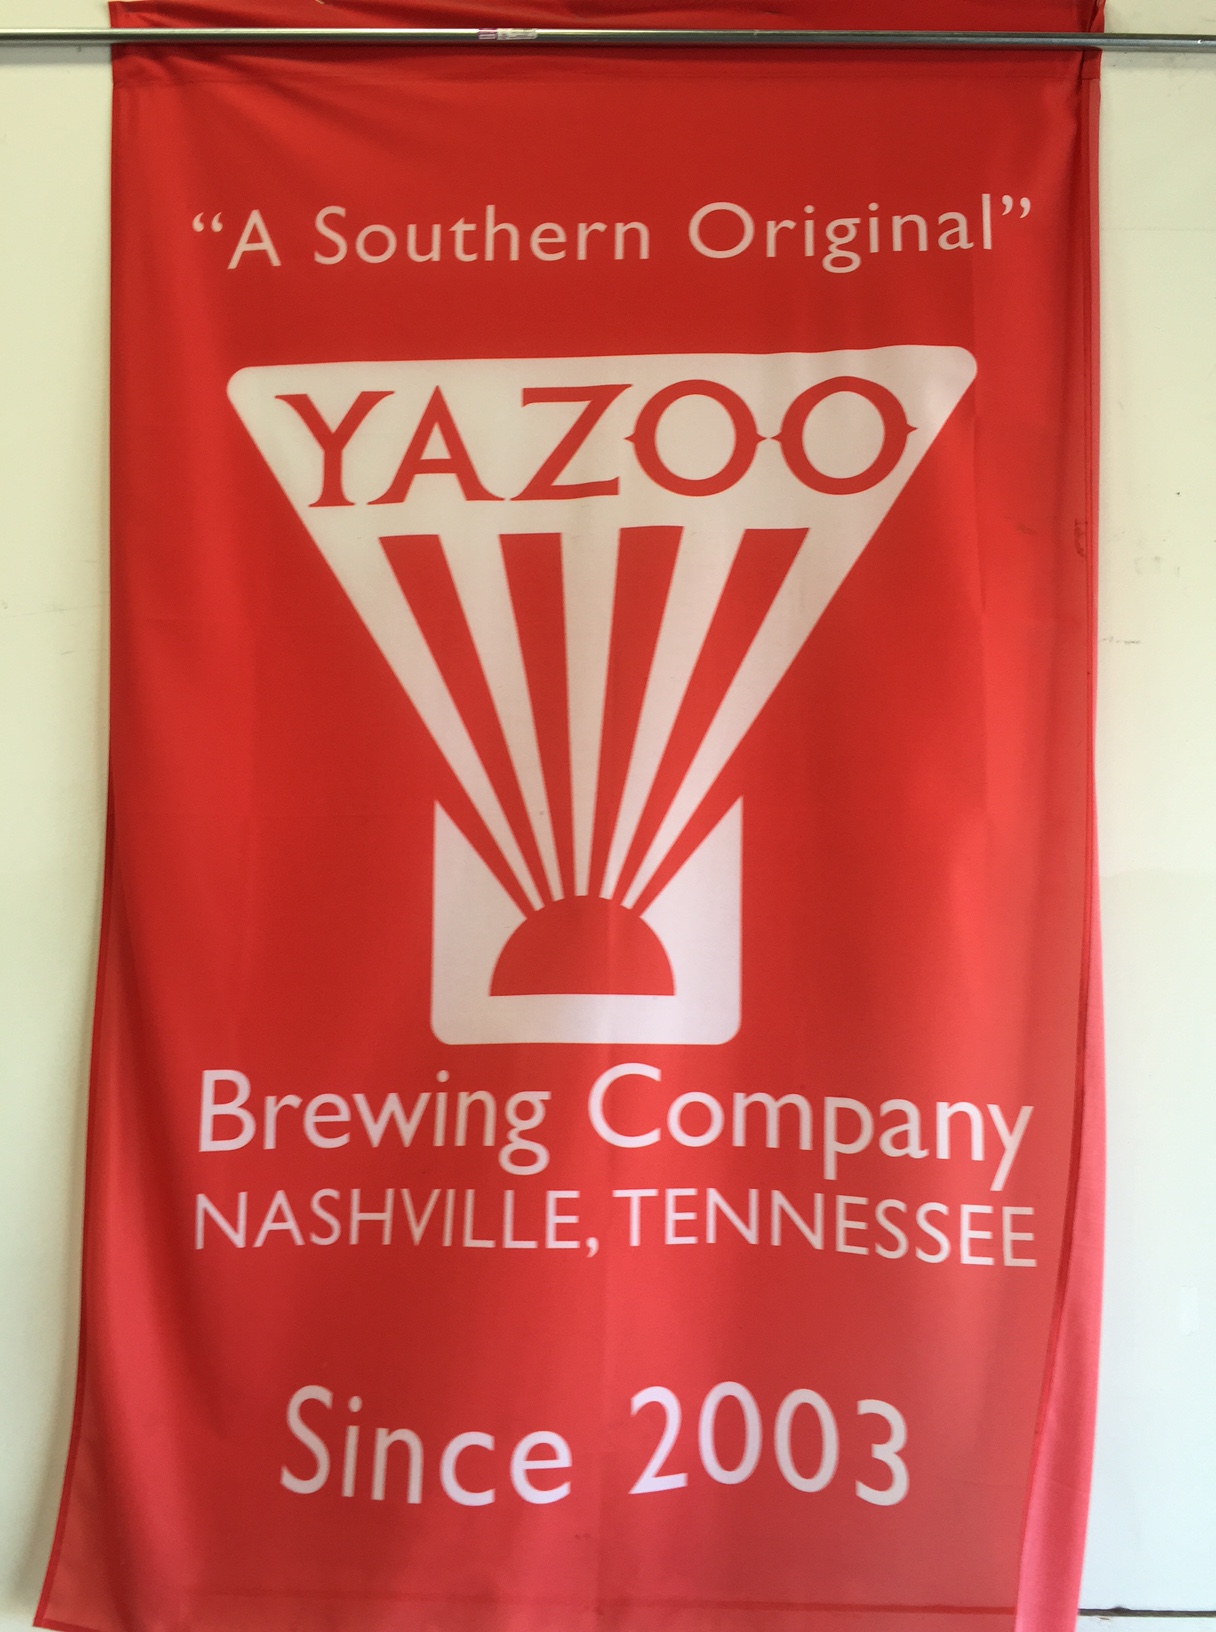 “A Southern Original”
YAZOO
Brewing Company
NASHVILLE, TENNESSEE
Since 2003